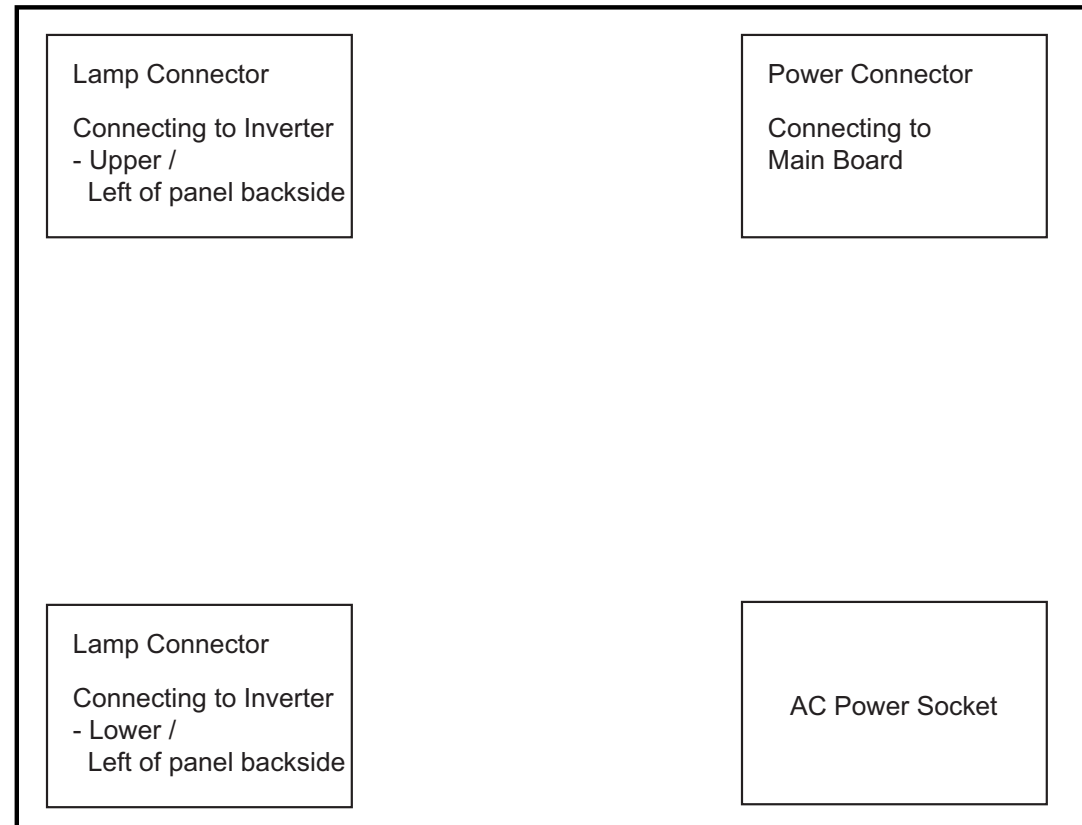 Lamp Connector
Connecting to Inverter
- Upper /
Left of panel backside
Power Connector
Connecting to
Main Board
Lamp Connector
Connecting to Inverter
- Lower /
Left of panel backside
AC Power Socket